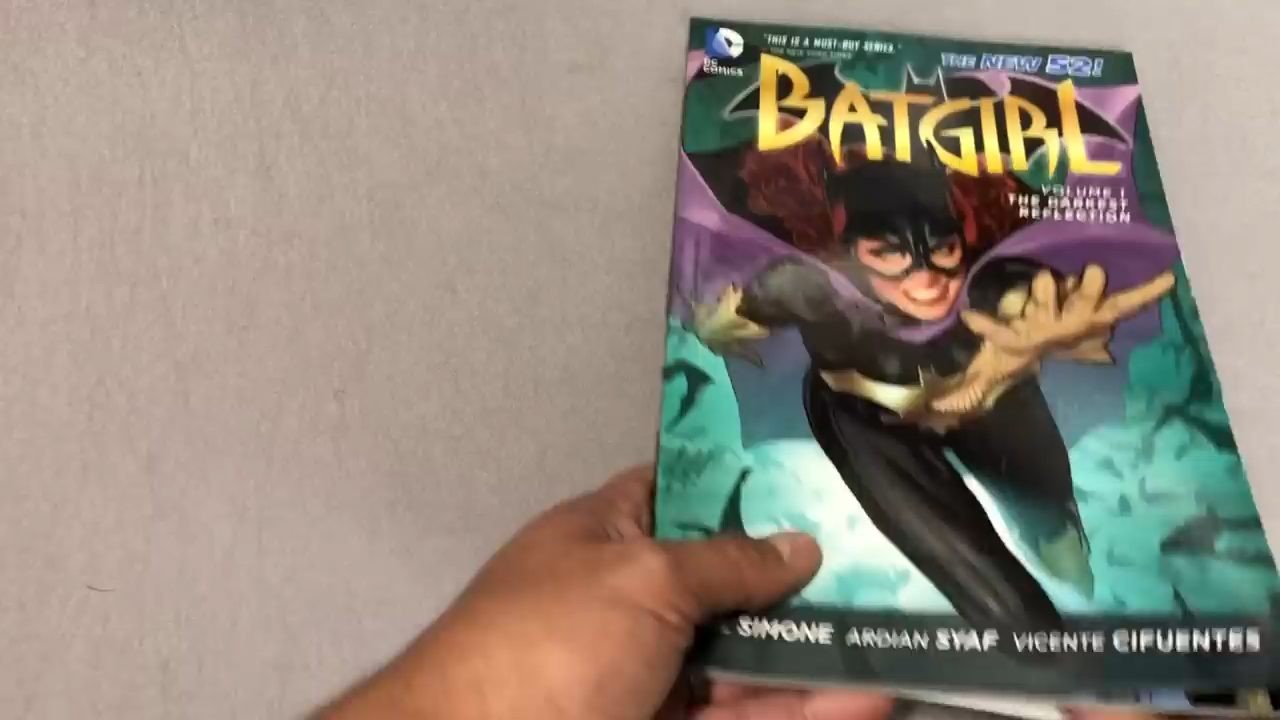 DC
COMICS
"THIS IS A MUST-BUY SERIES."
THE NEW YORK TIMES
THE NEW 52!
BATGIRL
VOLUME 1
THE DARKEST
REFLECTION
SIMONE ARDIAN SYAF VICENTE CIFUENTES